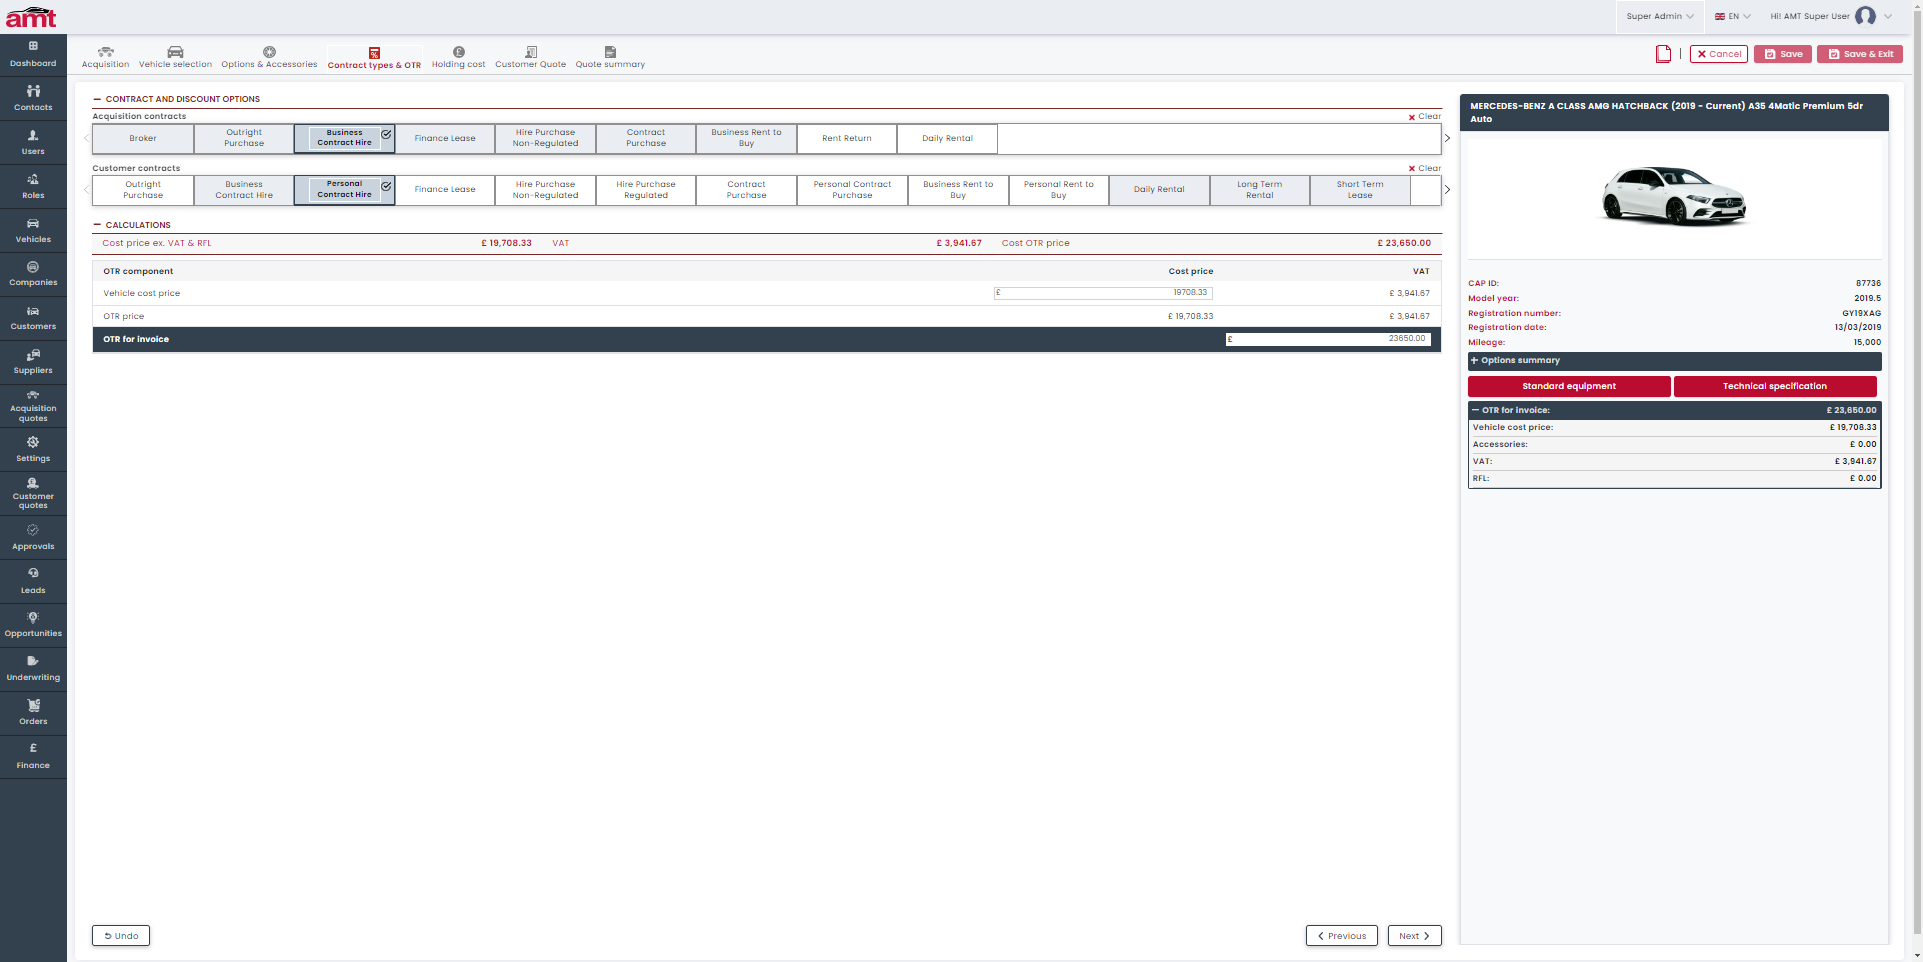 amt
Super Admin
EN
Hi! AMT Super User
Dashboard
Contacts
Users
Roles
Vehicles
Companies
Customers
Suppliers
Acquisition
quotes
Settings
Customer
quotes
Approvals
Leads
Opportunities
Underwriting
Orders
£
Finance
Acquisition
Vehicle selection
Options & Accessories
Contract types & OTR
Holding cost
Customer Quote
Quote summary
Cancel
Save
Save & Exit
CONTRACT AND DISCOUNT OPTIONS
Acquisition contracts
Clear
Broker
Outright
Purchase
Business
Contract Hire
Finance Lease
Hire Purchase
Non-Regulated
Contract
Purchase
Business Rent to
Buy
Rent Return
Daily Rental
Customer contracts
Clear
Outright
Purchase
Business
Contract Hire
Personal
Contract Hire
Finance Lease
Hire Purchase
Non-Regulated
Hire Purchase
Regulated
Contract
Purchase
Personal Contract
Purchase
Business Rent to
Buy
Personal Rent to
Buy
Daily Rental
Long Term
Rental
Short Term
Lease
CALCULATIONS
Cost price ex. VAT & RFL £ 19,708.33 VAT £ 3,941.67 Cost OTR price £ 23,650.00
OTR component Cost price VAT
Vehicle cost price £ 19708.33 £ 3,941.67
OTR price £ 19,708.33 £ 3,941.67
OTR for invoice £ 23650.00
Undo
Previous
Next
MERCEDES-BENZ A CLASS AMG HATCHBACK (2019 - Current) A35 4Matic Premium 5dr
Auto
CAP ID: 87736
Model year: 2019.5
Registration number: GY19XAG
Registration date: 13/03/2019
Mileage: 15,000
Options summary
Standard equipment
Technical specification
OTR for invoice: £ 23,650.00
Vehicle cost price: £ 19,708.33
Accessories: £ 0.00
VAT: £ 3,941.67
RFL: £ 0.00